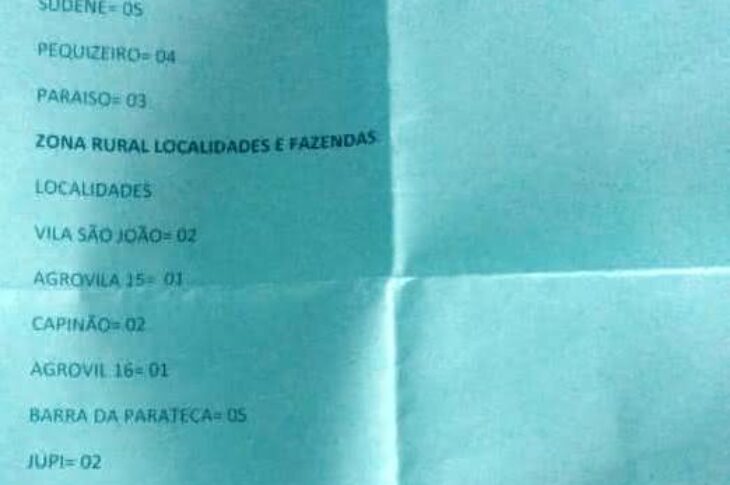 SUDENE= 05
PEQUIZEIRO= 04
PARAISO= 03
ZONA RURAL LOCALIDADES E FAZENDAS
LOCALIDADES
VILA SÃO JOÃO= 02
AGROVILA 15= 01
CAPINÃO= 02
AGROVIL 16= 01
BARRA DA PARATECA= 05
JUPI= 02